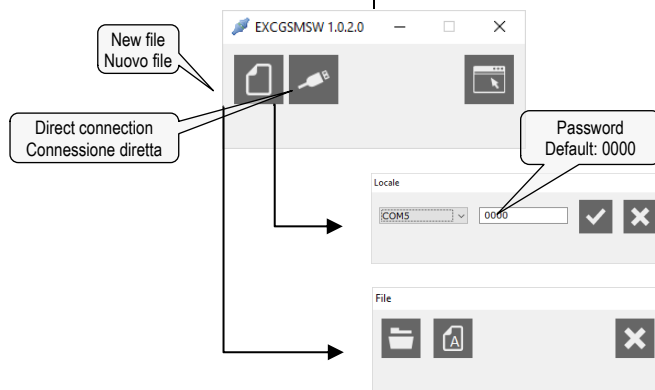 EXCGSMSW 1.0.2.0
New file
Nuovo file
B
Direct connection
Connessione diretta
Password
Default: 0000
Locale
COM5
0000
File
A